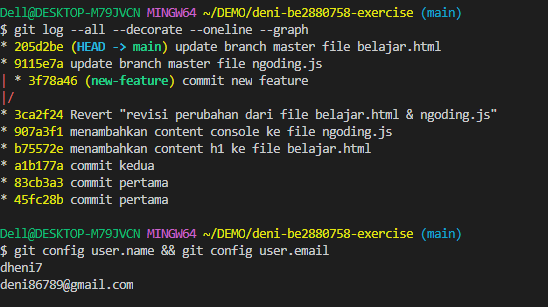 Dell@DESKTOP-M79JVCN MINGW64 ~/DEMO/deni-be2880758-exercise (main)
$ git log --all --decorate --oneline --graph
* 205d2be (HEAD -> main) update branch master file belajar.html
* 9115e7a update branch master file ngoding.js
| * 3f78a46 (new-feature) commit new feature
|/
* 3ca2f24 Revert "revisi perubahan dari file belajar.html & ngoding.js"
* 907a3f1 menambahkan content console ke file ngoding.js
* b75572e menambahkan content h1 ke file belajar.html
* a1b177a commit kedua
* 83cb3a3 commit pertama
* 45fc28b commit pertama
Dell@DESKTOP-M79JVCN MINGW64 ~/DEMO/deni-be2880758-exercise (main)
$ git config user.name && git config user.email
dheni7
deni86789@gmail.com